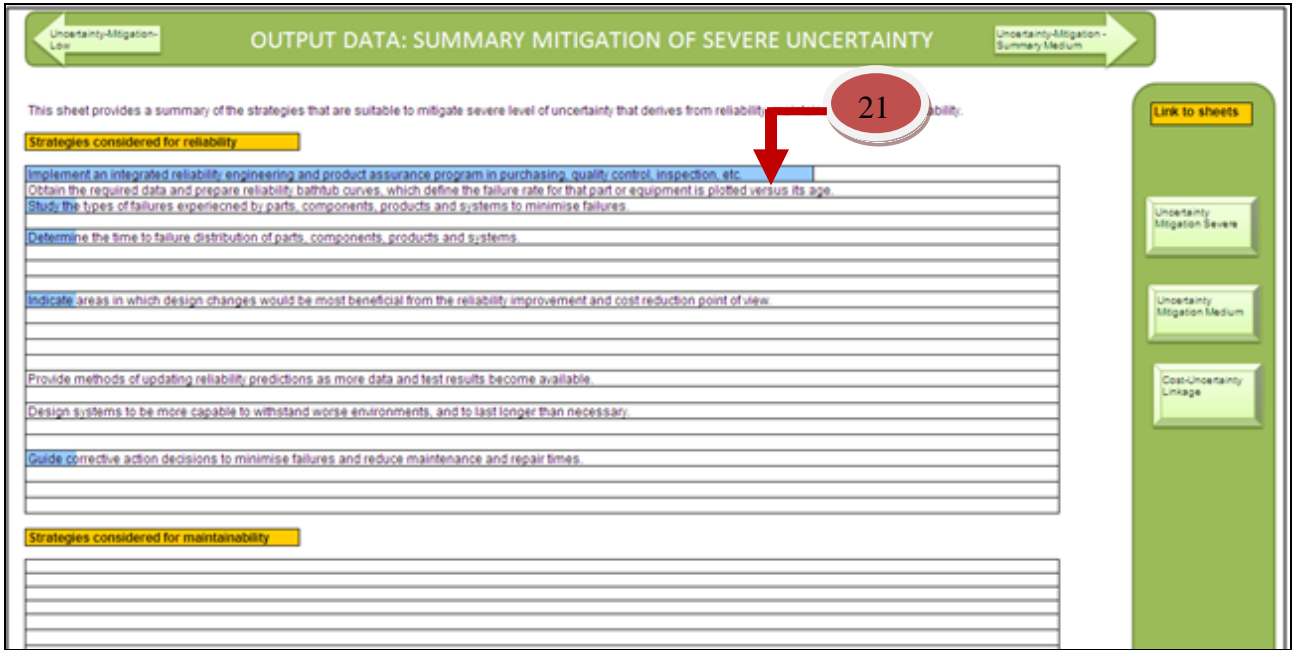 Uncertainty-Mitigation-
Low
OUTPUT DATA: SUMMARY MITIGATION OF SEVERE UNCERTAINTY
Uncertainty-Mitigation -
Summary Medium
This sheet provides a summary of the strategies that are suitable to mitigate severe level of uncertainty that derives from reliability, ability.
21
Link to sheets
Strategies considered for reliability
Implement an integrated reliability engineering and product assurance program in purchasing, quality control, inspection, etc.
Obtain the required data and prepare reliability bathtub curves, which define the failure rate for that part or equipment is plotted versus its age.
Study the types of failures experiecned by parts, components, products and systems to minimise failures.
Determine the time to failure distribution of parts, components, products and systems.
Indicate areas in which design changes would be most beneficial from the reliability improvement and cost reduction point of view.
Provide methods of updating reliability predictions as more data and test results become available.
Design systems to be more capable to withstand worse environments, and to last longer than necessary.
Guide corrective action decisions to minimise failures and reduce maintenance and repair times.
Strategies considered for maintainability
Uncertainty
Mitigation Severe
Uncertainty
Mitigation Medium
Cost-Uncertainty
Linkage